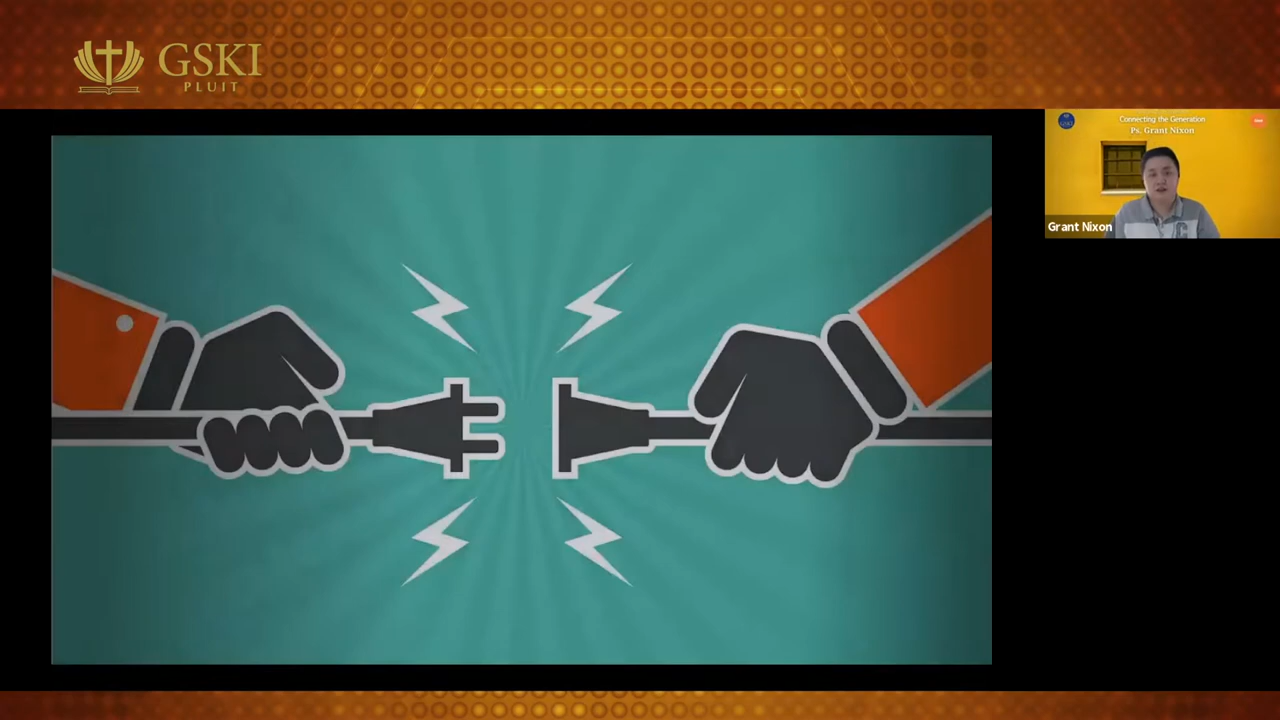 GSKI
PLUIT
Connecting the Generation
Ps. Grant Nixon
Grant Nixon